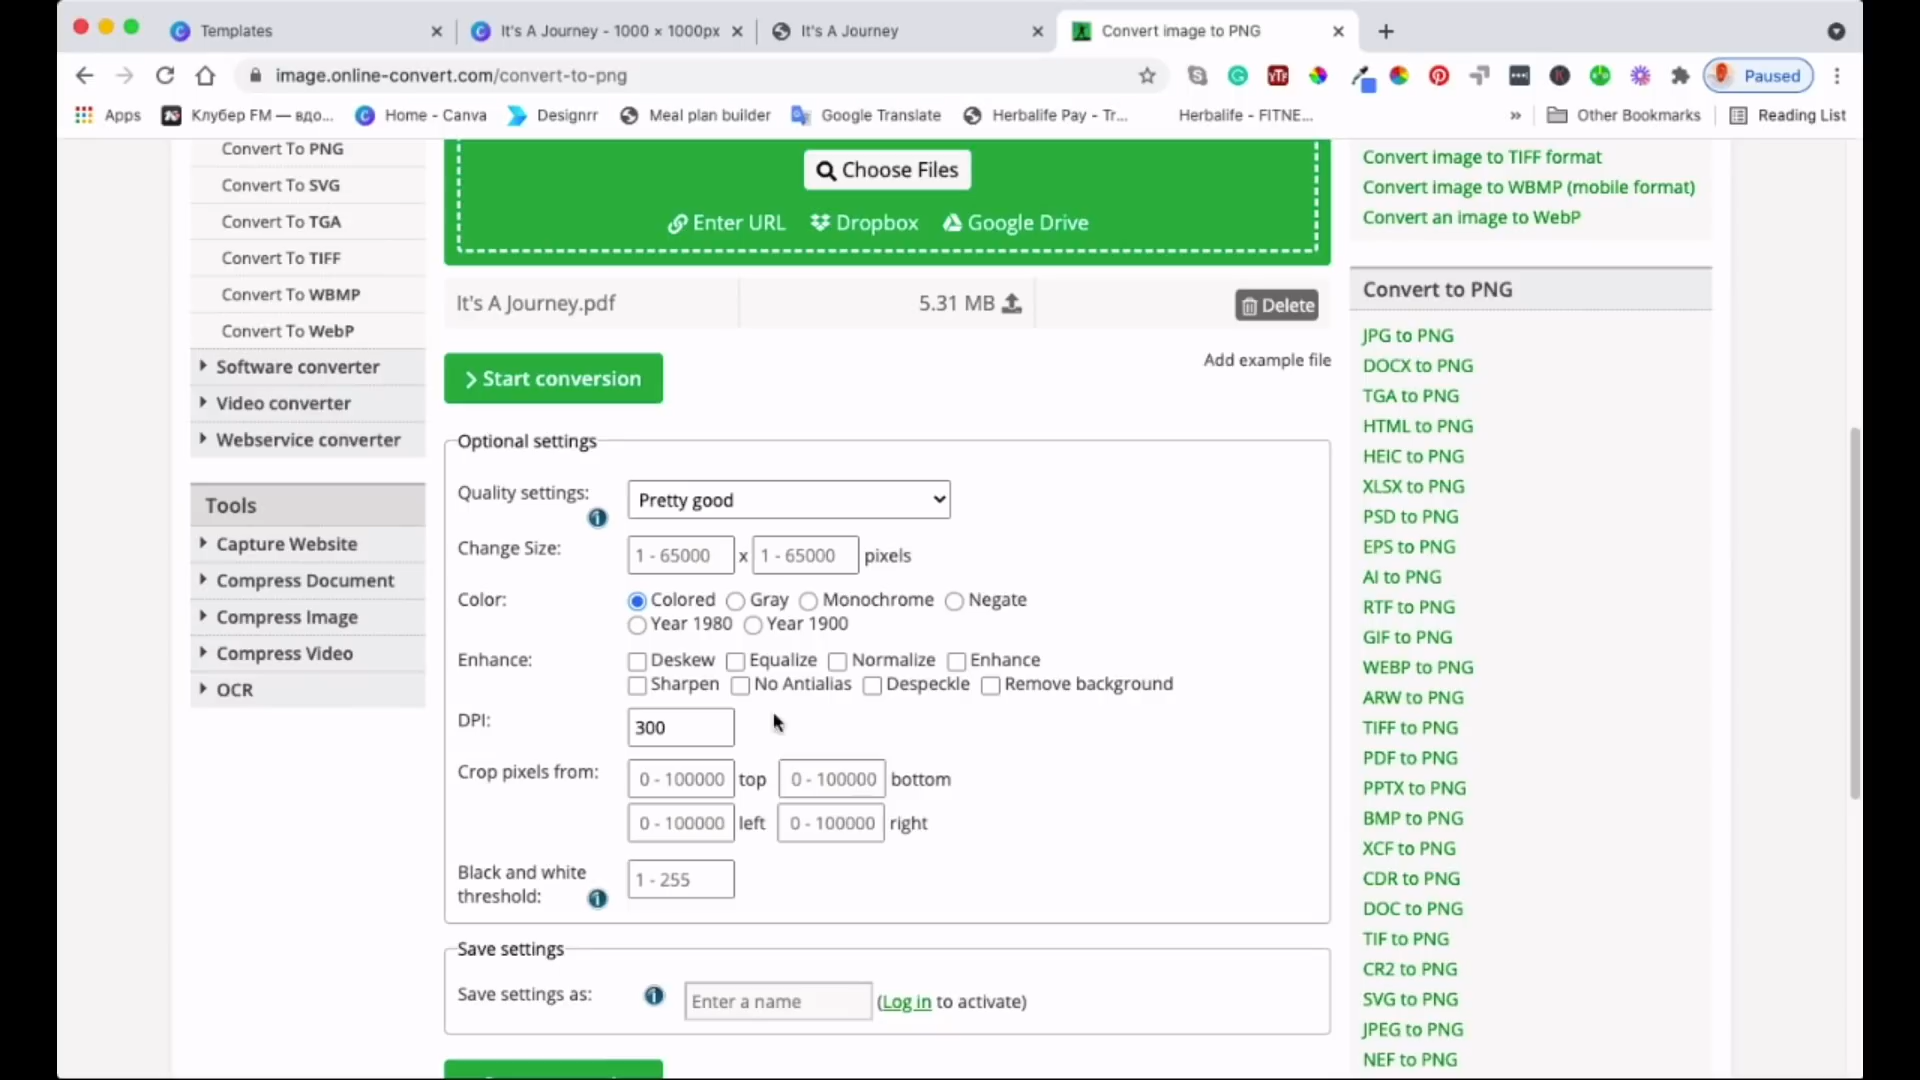 Templates
It's A Journey - 1000 × 1000px
It's A Journey
Convert image to PNG
image.online-convert.com/convert-to-png
Paused
Apps
Клубер FM — вдо...
Home - Canva
Designrr
Meal plan builder
Google Translate
Herbalife Pay - Tr...
Herbalife - FITNE...
»
Other Bookmarks
Reading List
Convert To PNG
Convert To SVG
Convert To TGA
Convert To TIFF
Convert To WBMP
Convert To WebP
Software converter
Video converter
Webservice converter
Tools
Capture Website
Compress Document
Compress Image
Compress Video
OCR
Choose Files
Enter URL Dropbox Google Drive
It's A Journey.pdf 5.31 MB Delete
Start conversion
Add example file
Optional settings
Quality settings: Pretty good
Change Size: 1 - 65000 x 1 - 65000 pixels
Color: Colored Gray Monochrome Negate
Year 1980 Year 1900
Enhance: Deskew Equalize Normalize Enhance
Sharpen No Antialias Despeckle Remove background
DPI: 300
Crop pixels from: 0 - 100000 top 0 - 100000 bottom
0 - 100000 left 0 - 100000 right
Black and white
threshold: 1 - 255
Save settings
Save settings as: Enter a name (Log in to activate)
Convert image to TIFF format
Convert image to WBMP (mobile format)
Convert an image to WebP
Convert to PNG
JPG to PNG
DOCX to PNG
TGA to PNG
HTML to PNG
HEIC to PNG
XLSX to PNG
PSD to PNG
EPS to PNG
AI to PNG
RTF to PNG
GIF to PNG
WEBP to PNG
ARW to PNG
TIFF to PNG
PDF to PNG
PPTX to PNG
BMP to PNG
XCF to PNG
CDR to PNG
DOC to PNG
TIF to PNG
CR2 to PNG
SVG to PNG
JPEG to PNG
NEF to PNG